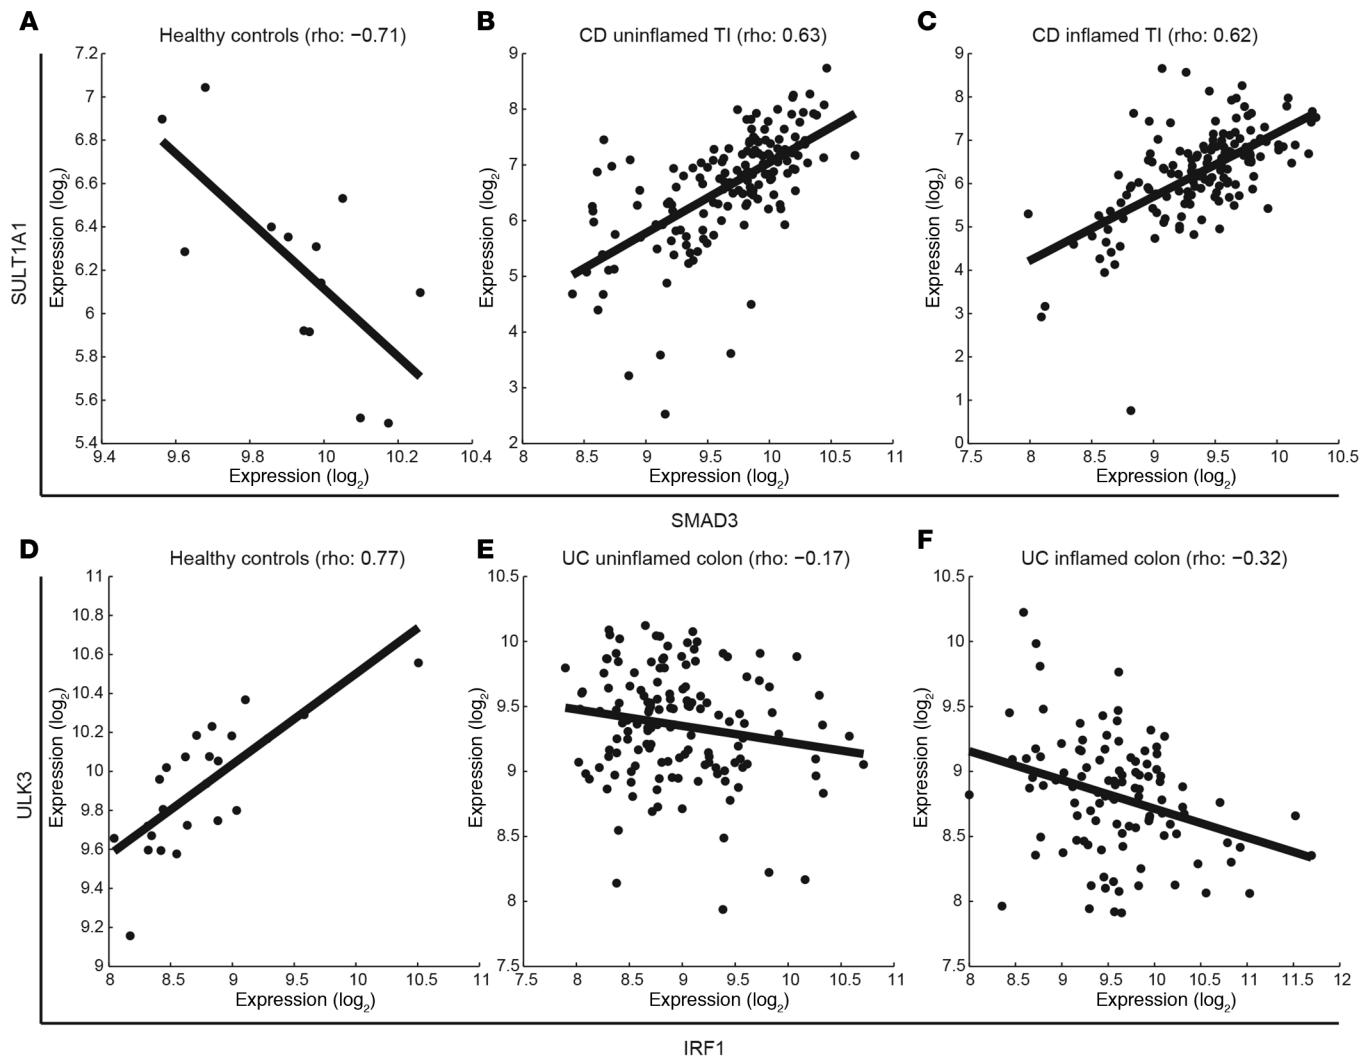 A
Healthy controls (rho: −0.71)
7.2
7
6.8
6.6
6.4
6.2
6
5.8
5.6
5.4
9.4 9.6 9.8 10 10.2 10.4
Expression (log2)
Expression (log2)
B
CD uninflamed TI (rho: 0.63)
9
8
7
6
5
4
3
2
8 8.5 9 9.5 10 10.5 11
Expression (log2)
Expression (log2)
C
CD inflamed TI (rho: 0.62)
9
8
7
6
5
4
3
2
1
0
7.5 8 8.5 9 9.5 10 10.5
Expression (log2)
Expression (log2)
SULT1A1
SMAD3
D
Healthy controls (rho: 0.77)
11
10.8
10.6
10.4
10.2
10
9.8
9.6
9.4
9.2
9
8 8.5 9 9.5 10 10.5 11
Expression (log2)
Expression (log2)
E
UC uninflamed colon (rho: −0.17)
10.5
10
9.5
9
8.5
8
7.5
7.5 8 8.5 9 9.5 10 10.5 11
Expression (log2)
Expression (log2)
F
UC inflamed colon (rho: −0.32)
10.5
10
9.5
9
8.5
8
7.5
8 8.5 9 9.5 10 10.5 11 11.5 12
Expression (log2)
Expression (log2)
ULK3
IRF1